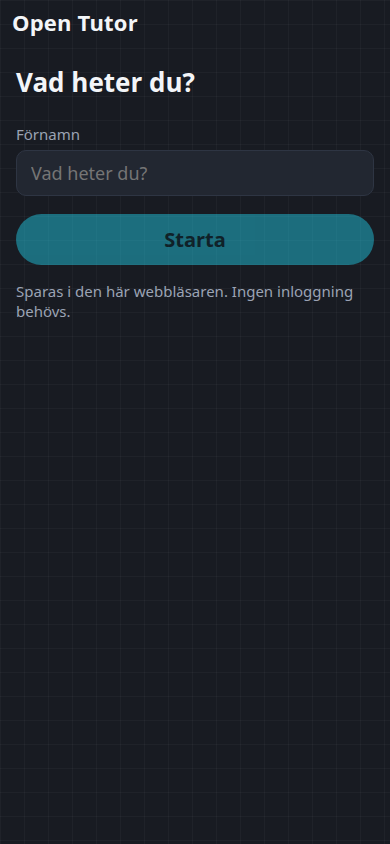 Open Tutor
Vad heter du?
Förnamn
Vad heter du?
Starta
Sparas i den här webbläsaren. Ingen inloggning
behövs.